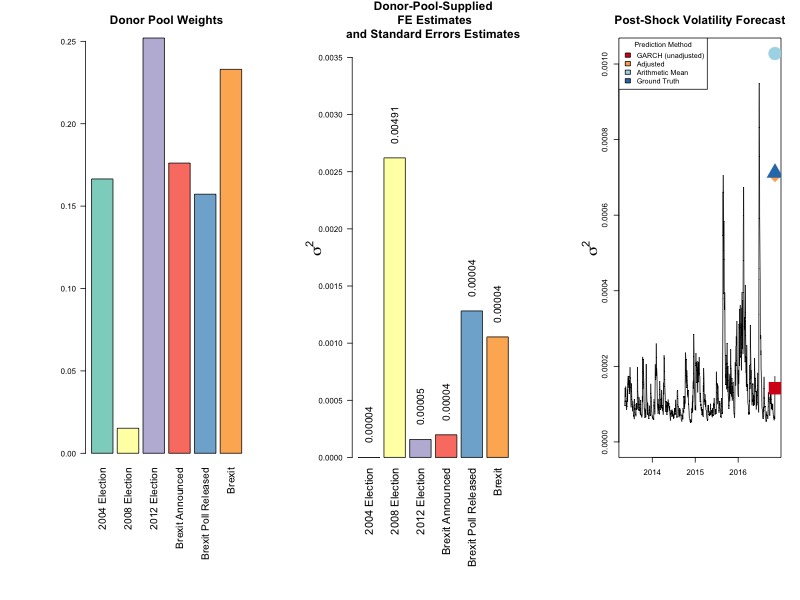 Donor Pool Weights
0.25
0.20
0.15
0.10
0.05
0.00
2004 Election
2008 Election
2012 Election
Brexit Announced
Brexit Poll Released
Brexit
Donor-Pool-Supplied
FE Estimates
and Standard Errors Estimates
σ²
0.0035
0.0030
0.0025
0.0020
0.0015
0.0010
0.0005
0.0000
0.00004
0.00491
0.00005
0.00004
0.00004
0.00004
2004 Election
2008 Election
2012 Election
Brexit Announced
Brexit Poll Released
Brexit
Post-Shock Volatility Forecast
σ²
0.0010
0.0008
0.0006
0.0004
0.0002
0.0000
Prediction Method
GARCH (unadjusted)
Adjusted
Arithmetic Mean
Ground Truth
2014
2015
2016